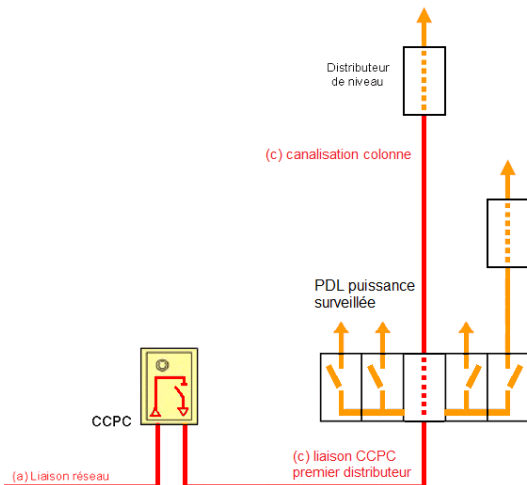 Distributeur
de niveau
(c) canalisation colonne
PDL puissance
surveillée
CCPC
(c) liaison CCPC
premier distributeur
(a) Liaison réseau